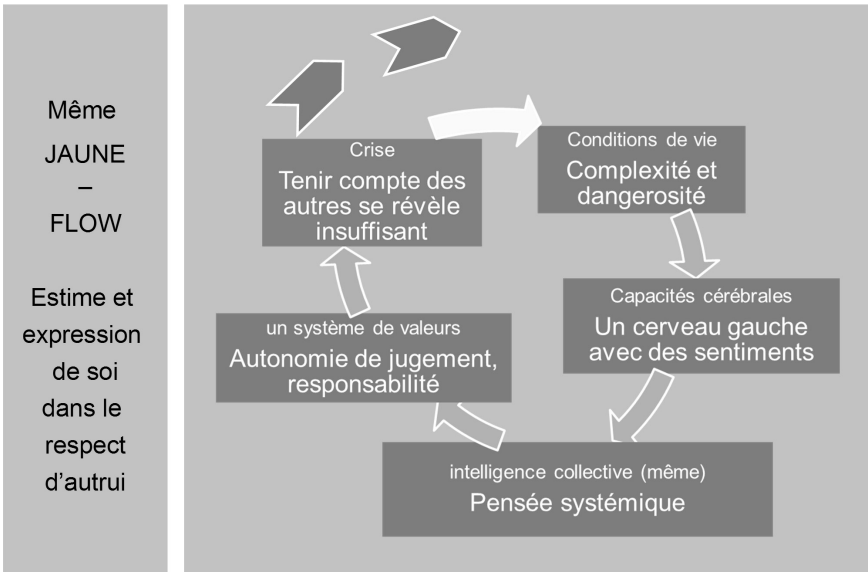 Même
JAUNE
–
FLOW
Estime et
expression
de soi
dans le
respect
d’autrui
Crise
Tenir compte des
autres se révèle
insuffisant
Conditions de vie
Complexité et
dangerosité
Capacités cérébrales
Un cerveau gauche
avec des sentiments
intelligence collective (même)
Pensée systémique
un système de valeurs
Autonomie de jugement,
responsabilité